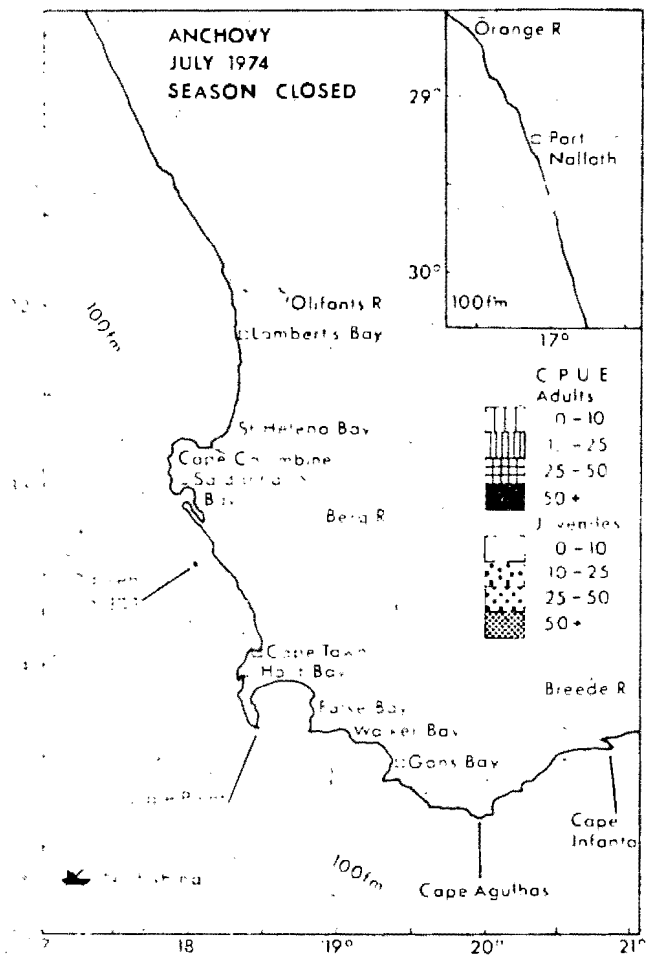 ANCHOVY
JULY 1974
SEASON CLOSED
Orange R
29°
Port
Nalloth
30°
100fm
17°
100fm
Olifants R
Lamberts Bay
C P U E
Adults
0-10
25-50
50+
0-10
10-25
25-50
50+
St Helena Bay
Cape Columbine
Bay
Berg R
Cape Town
Hout Bay
Breede R
False Bay
Walker Bay
Gans Bay
Cape
Infanta
100fm
Cape Agulhas
18
19°
20°
21°